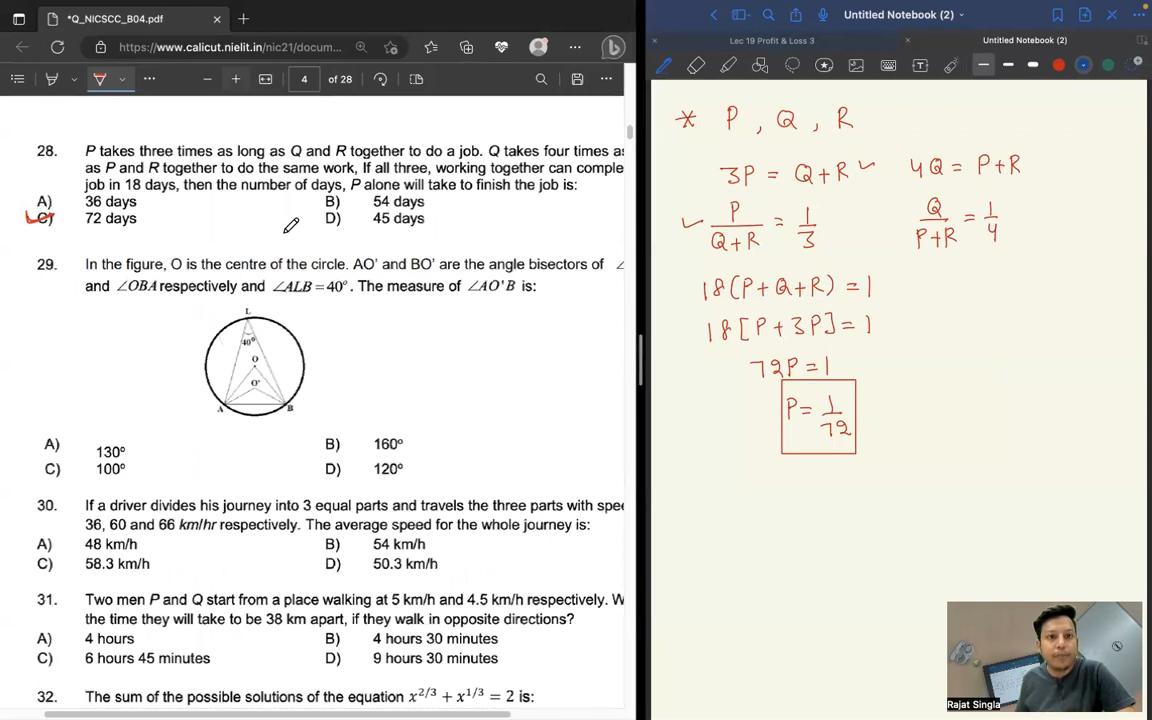 *Q_NICSCC_B04.pdf
https://www.calicut.nielit.in/nic21/docum...
4 of 28
28. P takes three times as long as Q and R together to do a job. Q takes four times as
as P and R together to do the same work, If all three, working together can comple
job in 18 days, then the number of days, P alone will take to finish the job is:
A) 36 days B) 54 days
C) 72 days D) 45 days
29. In the figure, O is the centre of the circle. AO' and BO' are the angle bisectors of ∠
and ∠OBA respectively and ∠ALB = 40°. The measure of ∠AO'B is:
L
40°
O
O'
A B
A) 130° B) 160°
C) 100° D) 120°
30. If a driver divides his journey into 3 equal parts and travels the three parts with spee
36, 60 and 66 km/hr respectively. The average speed for the whole journey is:
A) 48 km/h B) 54 km/h
C) 58.3 km/h D) 50.3 km/h
31. Two men P and Q start from a place walking at 5 km/h and 4.5 km/h respectively. W
the time they will take to be 38 km apart, if they walk in opposite directions?
A) 4 hours B) 4 hours 30 minutes
C) 6 hours 45 minutes D) 9 hours 30 minutes
32. The sum of the possible solutions of the equation x^{2/3} + x^{1/3} = 2 is:
Untitled Notebook (2)
Lec 19 Profit & Loss 3 Untitled Notebook (2)
* P , Q , R
3P = Q+R ✓ 4Q = P+R
✓ P/(Q+R) = 1/3 Q/(P+R) = 1/4
18(P+Q+R) = 1
18[P+3P] = 1
72P = 1
P = 1/72
Rajat Singla